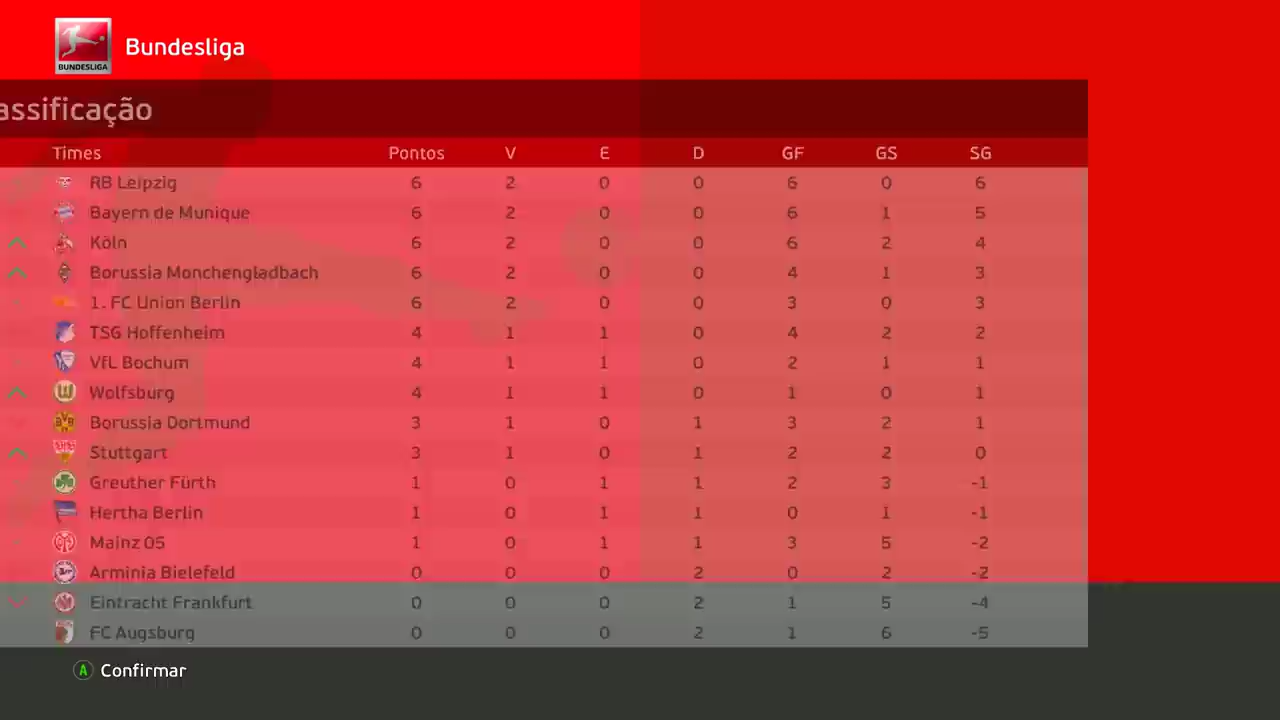 BUNDESLIGA
Bundesliga
assificação
Times Pontos V E D GF GS SG
RB Leipzig 6 2 0 0 6 0 6
Bayern de Munique 6 2 0 0 6 1 5
Köln 6 2 0 0 6 2 4
Borussia Monchengladbach 6 2 0 0 4 1 3
1. FC Union Berlin 6 2 0 0 3 0 3
TSG Hoffenheim 4 1 1 0 4 2 2
VfL Bochum 4 1 1 0 2 1 1
Wolfsburg 4 1 1 0 1 0 1
Borussia Dortmund 3 1 0 1 3 2 1
Stuttgart 3 1 0 1 2 2 0
Greuther Fürth 1 0 1 1 2 3 -1
Hertha Berlin 1 0 1 1 0 1 -1
Mainz 05 1 0 1 1 3 5 -2
Arminia Bielefeld 0 0 0 2 0 2 -2
Eintracht Frankfurt 0 0 0 2 1 5 -4
FC Augsburg 0 0 0 2 1 6 -5
A Confirmar